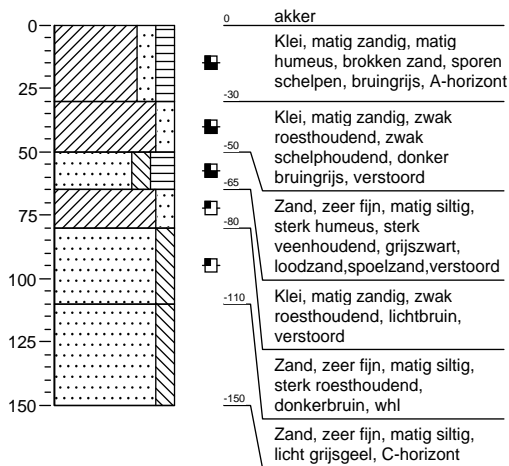 0
akker
0
Klei, matig zandig, matig
humeus, brokken zand, sporen
schelpen, bruingrijs, A-horizont
25
-30
Klei, matig zandig, zwak
roesthoudend, zwak
schelphoudend, donker
bruingrijs, verstoord
50
-50
-65
Zand, zeer fijn, matig siltig,
sterk humeus, sterk
veenhoudend, grijszwart,
loodzand,spoelzand,verstoord
75
-80
Klei, matig zandig, zwak
roesthoudend, lichtbruin,
verstoord
100
-110
Zand, zeer fijn, matig siltig,
sterk roesthoudend,
donkerbruin, whl
125
150
-150
Zand, zeer fijn, matig siltig,
licht grijsgeel, C-horizont